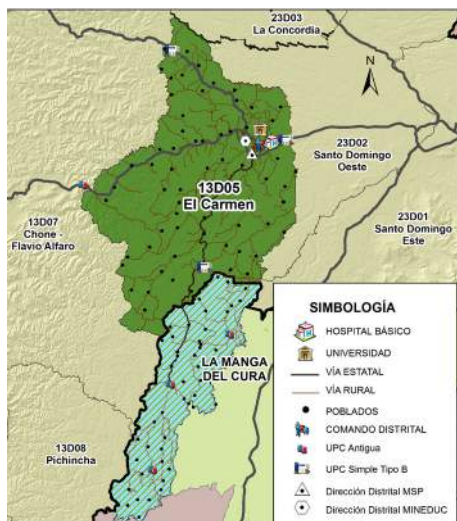 23D03
La Concordia
N
23D02
Santo Domingo
Oeste
13D05
El Carmen
13D07
Chone -
Flavio Alfaro
23D01
Santo Domingo
Este
LA MANGA
DEL CURA
13D08
Pichincha
SIMBOLOGÍA
HOSPITAL BÁSICO
UNIVERSIDAD
VÍA ESTATAL
VÍA RURAL
POBLADOS
COMANDO DISTRITAL
UPC Antigua
UPC Simple Tipo B
Dirección Distrital MSP
Dirección Distrital MINEDUC